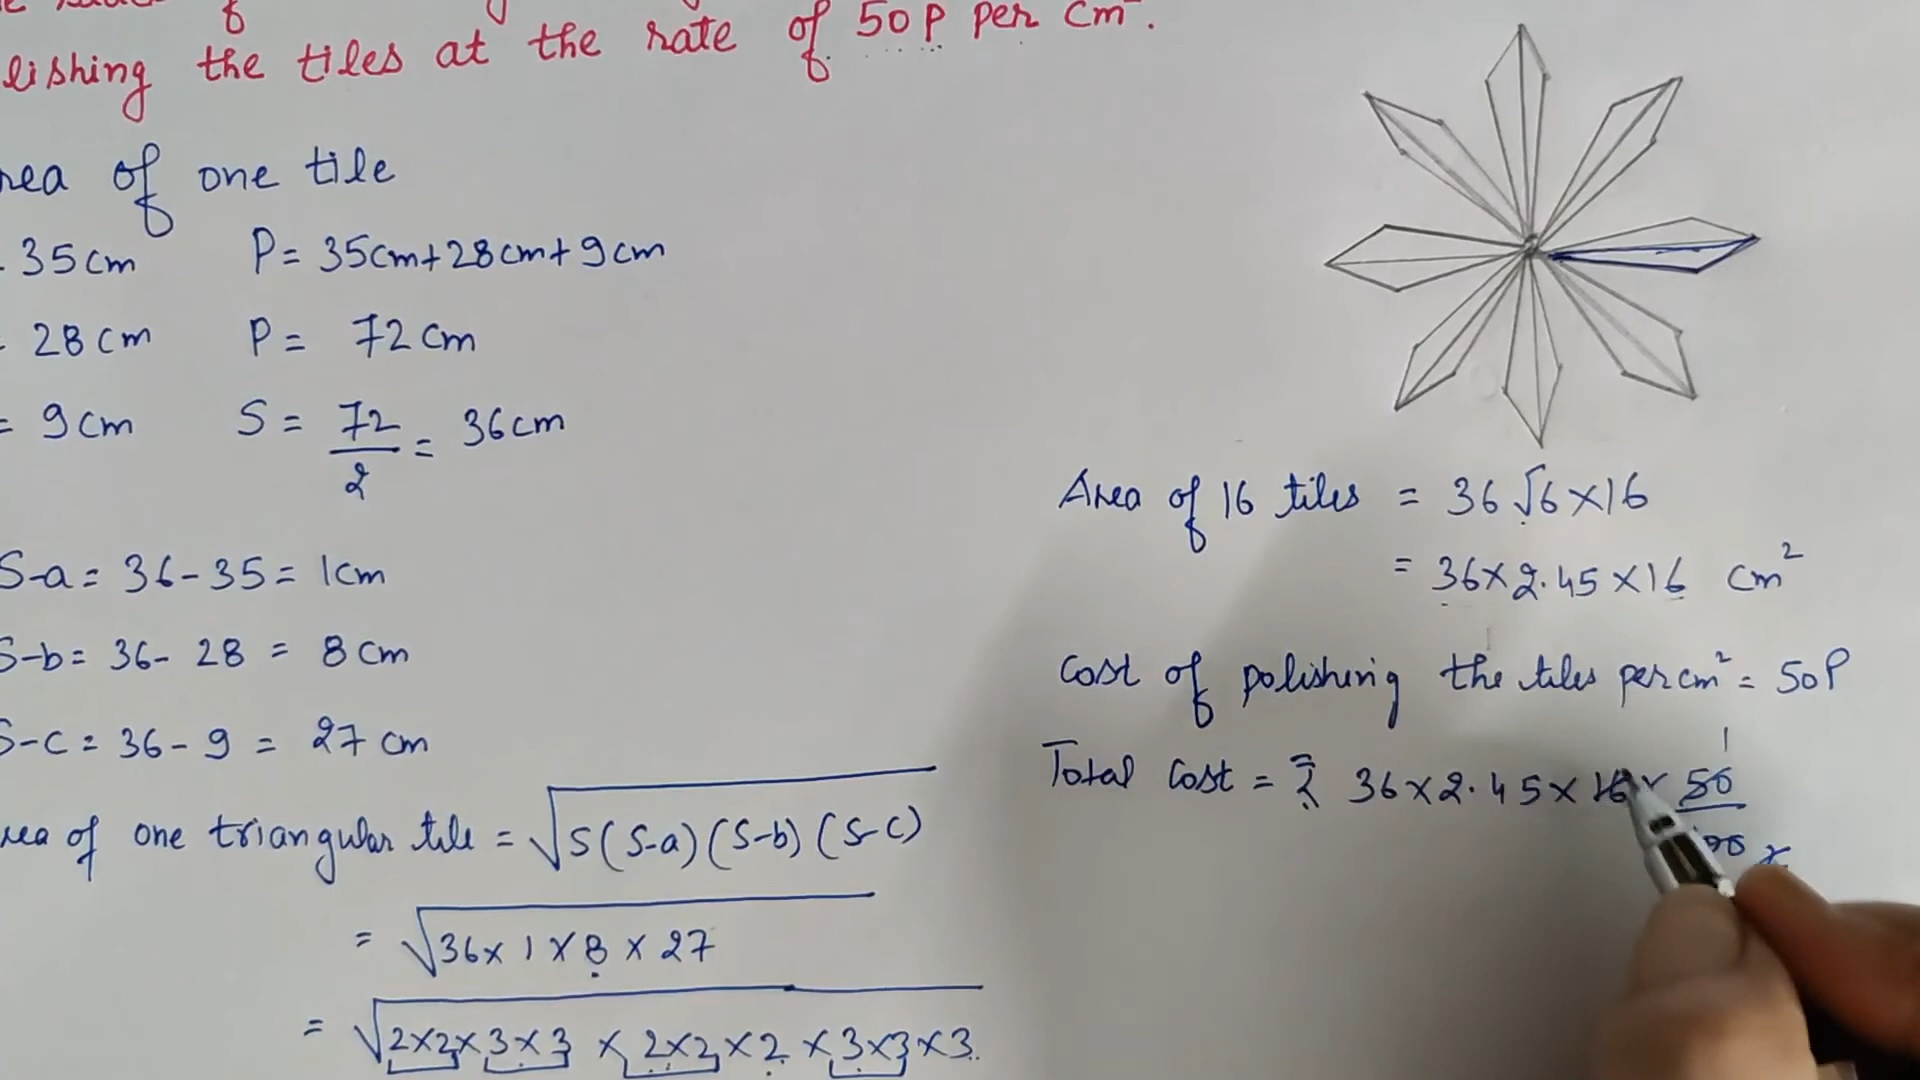 lishing the tiles at the rate of 50P per cm².
of one tile
35cm P= 35cm+28cm+9cm
= 28cm P= 72cm
= 9cm S= 72/2 = 36cm
S-a= 36-35= 1cm
S-b= 36- 28 = 8cm
S-c= 36-9 = 27cm
of one triangular tile = √S(S-a)(S-b)(S-c)
= √36× 1 × 8 × 27
= √2×2×3×3 × 2×2×2 ×3×3×3
Area of 16 tiles = 36√6×16
= 36×2.45×16 cm²
Cost of polishing the tiles per cm² = 50P
Total cost = ₹ 36×2.45×16× 50
1